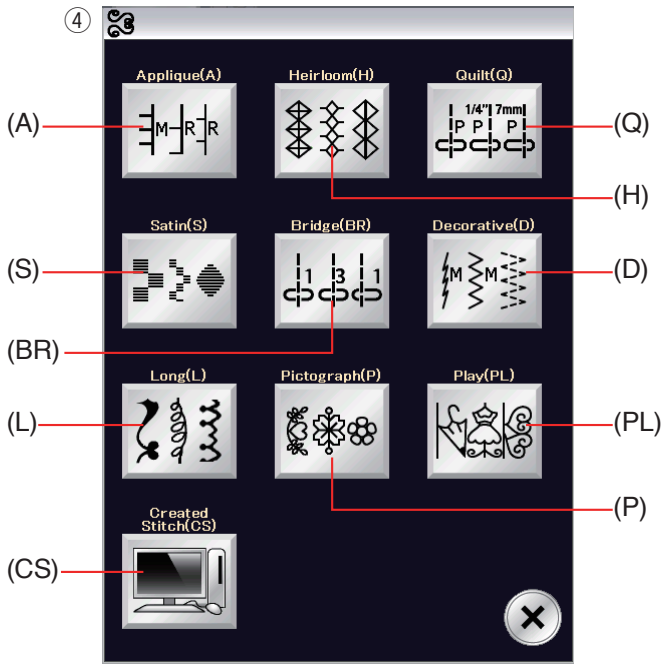 ④
Applique(A) Heirloom(H) Quilt(Q)
(A) M R R 1/4" 7mm P P P (Q)
(H)
Satin(S) Bridge(BR) Decorative(D)
(S) 1 3 1 M M (D)
(BR)
Long(L) Pictograph(P) Play(PL)
(L) (PL)
(P)
Created
Stitch(CS)
(CS)